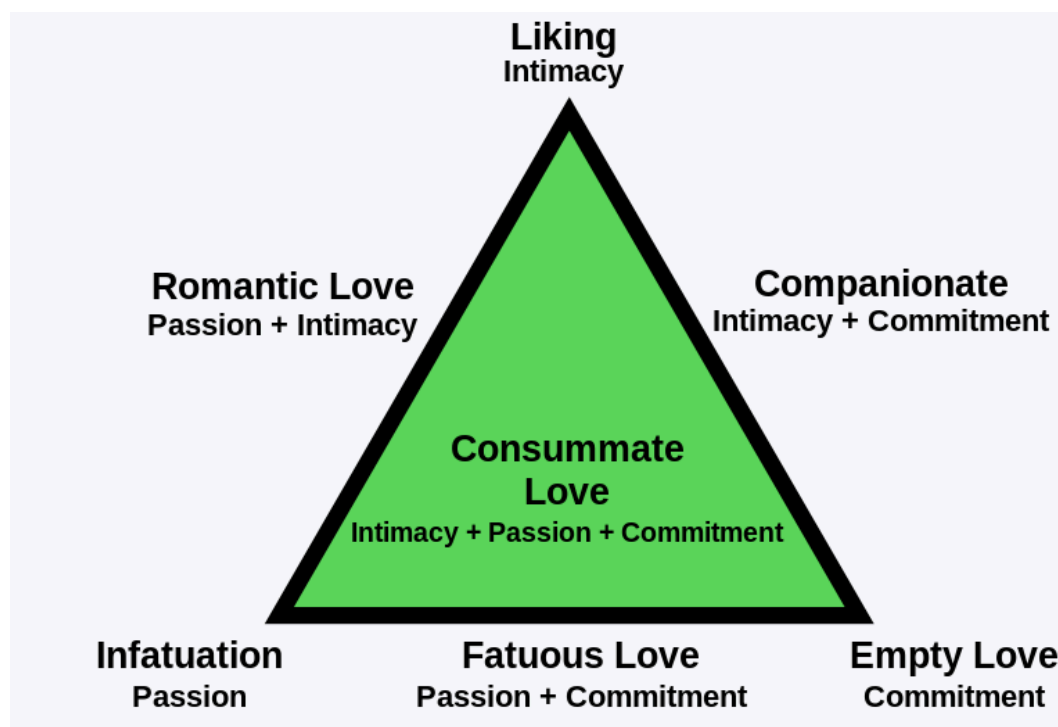 Liking
Intimacy
Romantic Love
Passion + Intimacy
Companionate
Intimacy + Commitment
Consummate
Love
Intimacy + Passion + Commitment
Infatuation
Passion
Fatuous Love
Passion + Commitment
Empty Love
Commitment